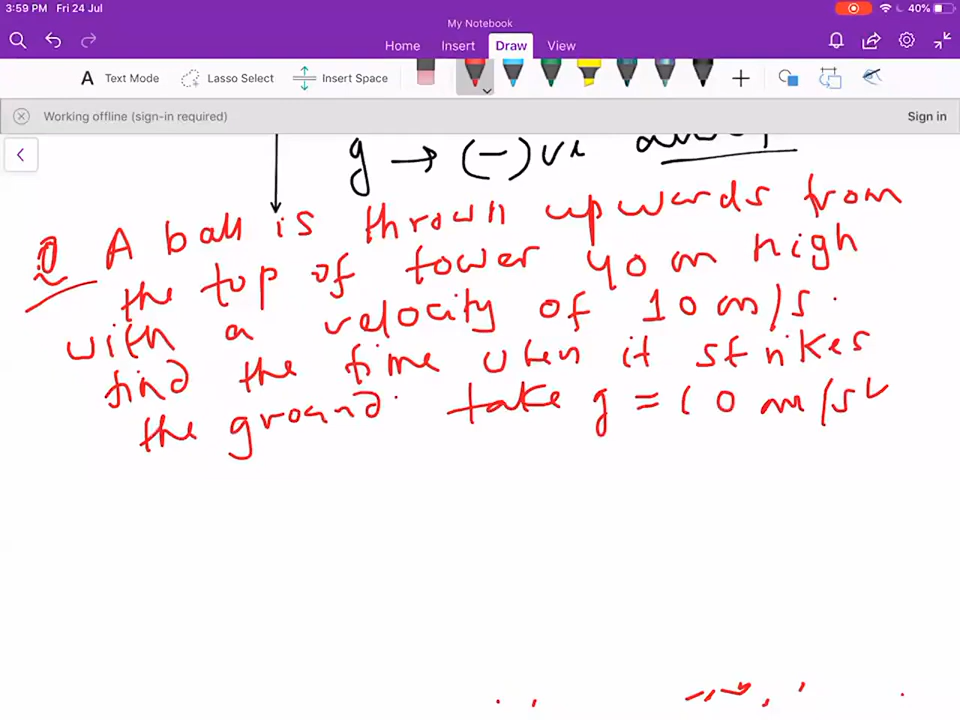 3:59 PM Fri 24 Jul
40%
My Notebook
Home Insert Draw View
Text Mode Lasso Select Insert Space
Working offline (sign-in required) Sign in
g → (-)ve
Q A ball is thrown upwards from
the top of tower 40 m high
with a velocity of 10 m/s.
find the time when it strikes
the ground. take g = 10 m/s²